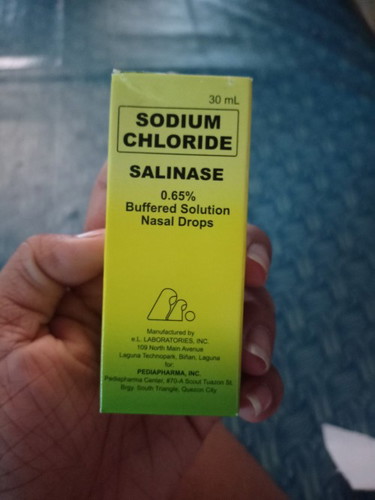 30 mL
SODIUM
CHLORIDE
SALINASE
0.65%
Buffered Solution
Nasal Drops
Manufactured by
e.L. LABORATORIES, INC.
109 North Main Avenue
Laguna Technopark, Biñan, Laguna
for:
PEDIAPHARMA, INC.
Pediapharma Center, #70-A Scout Tuazon St.
Brgy. South Triangle, Quezon City